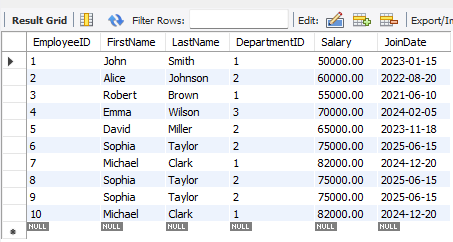 Result Grid Filter Rows: Edit: Export/Im
EmployeeID FirstName LastName DepartmentID Salary JoinDate
1 John Smith 1 50000.00 2023-01-15
2 Alice Johnson 2 60000.00 2022-08-20
3 Robert Brown 1 55000.00 2021-06-10
4 Emma Wilson 3 70000.00 2024-02-05
5 David Miller 2 65000.00 2023-11-18
6 Sophia Taylor 2 75000.00 2025-06-15
7 Michael Clark 1 82000.00 2024-12-20
8 Sophia Taylor 2 75000.00 2025-06-15
9 Sophia Taylor 2 75000.00 2025-06-15
10 Michael Clark 1 82000.00 2024-12-20
NULL NULL NULL NULL NULL NULL